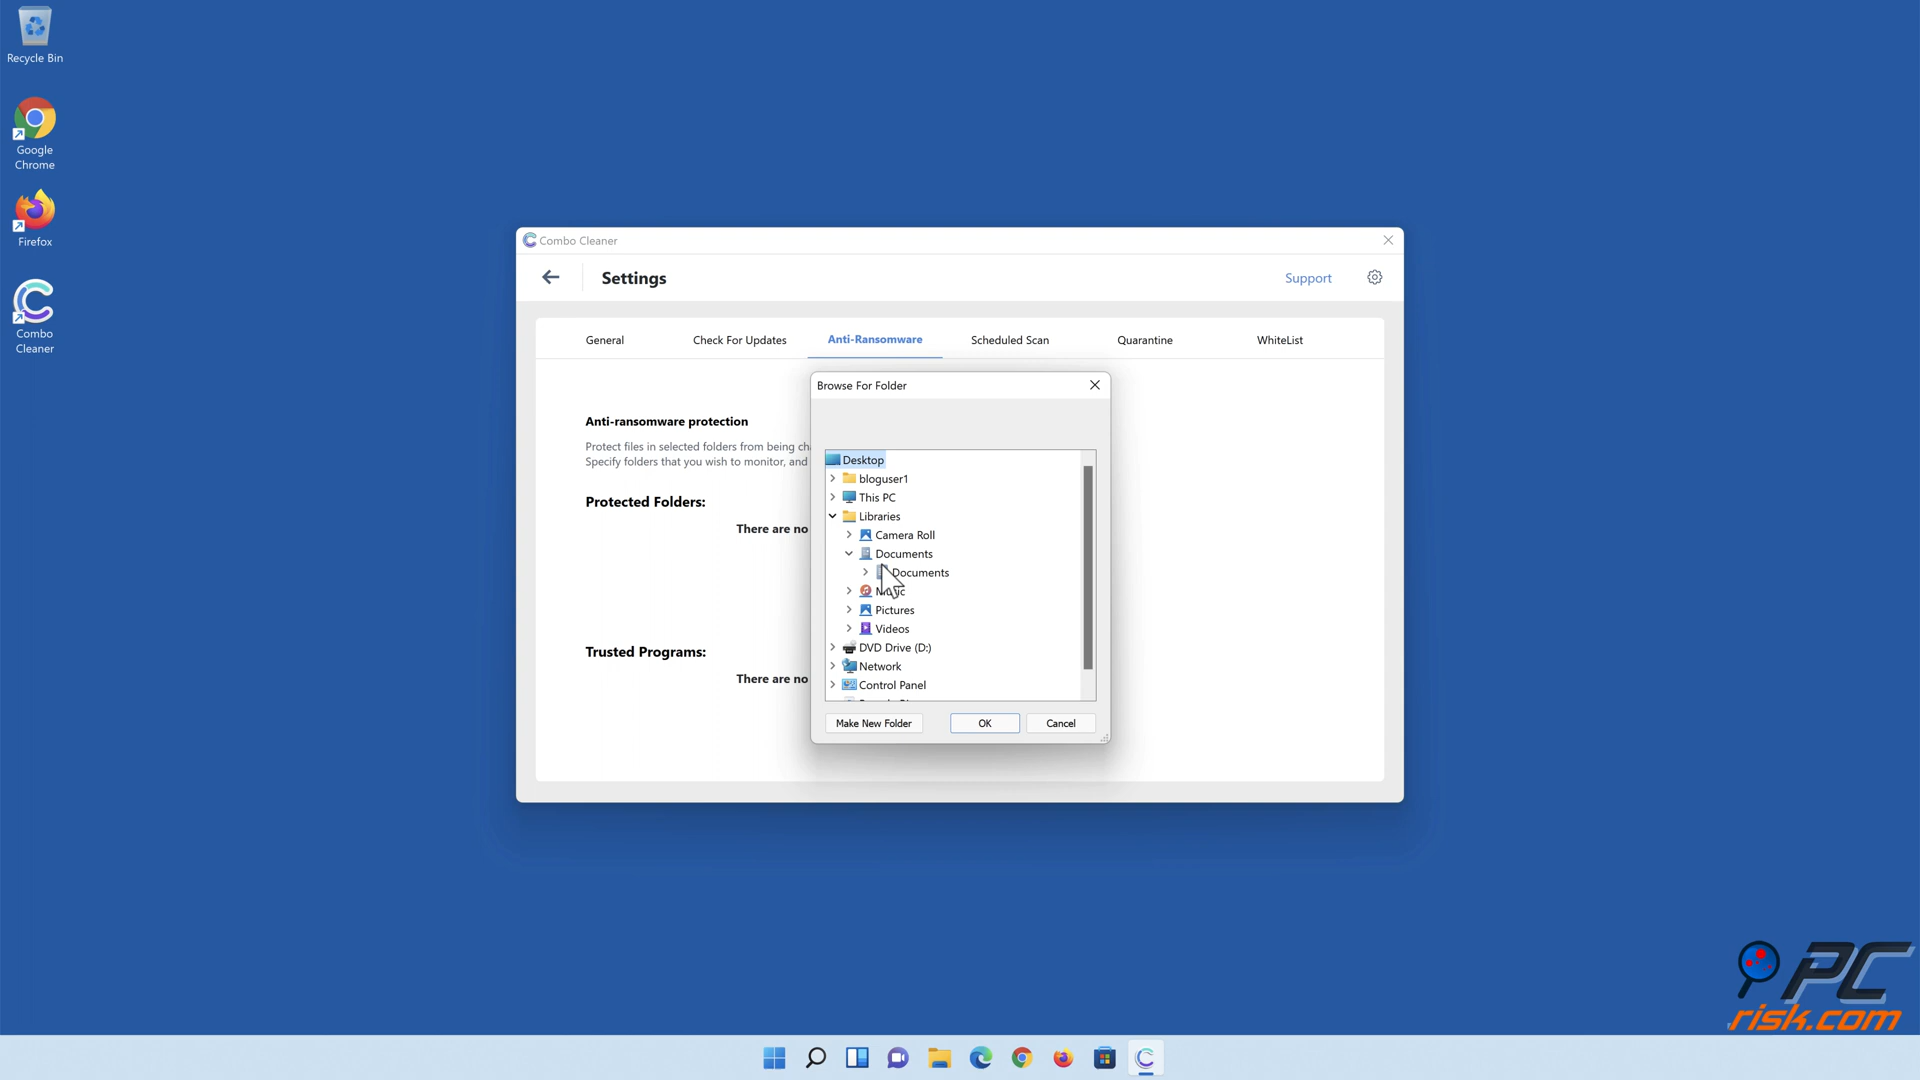 Recycle Bin
Google
Chrome
Firefox
Combo
Cleaner
Combo Cleaner
Settings
Support
General
Check For Updates
Anti-Ransomware
Scheduled Scan
Quarantine
WhiteList
Anti-ransomware protection
Protect files in selected folders from being
Specify folders that you wish to monitor, and
Protected Folders:
There are no
Trusted Programs:
There are no
Browse For Folder
Desktop
bloguser1
This PC
Libraries
Camera Roll
Documents
Documents
Music
Pictures
Videos
DVD Drive (D:)
Network
Control Panel
Make New Folder
OK
Cancel
PC
risk.com